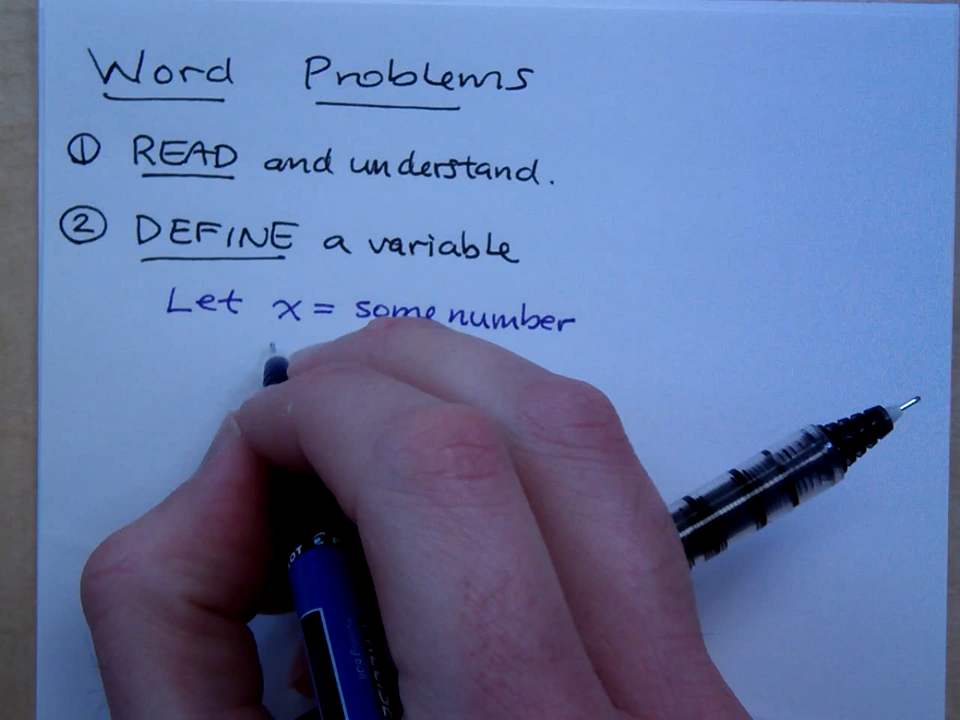 Word Problems
① READ and understand.
② DEFINE a variable
Let x = some number